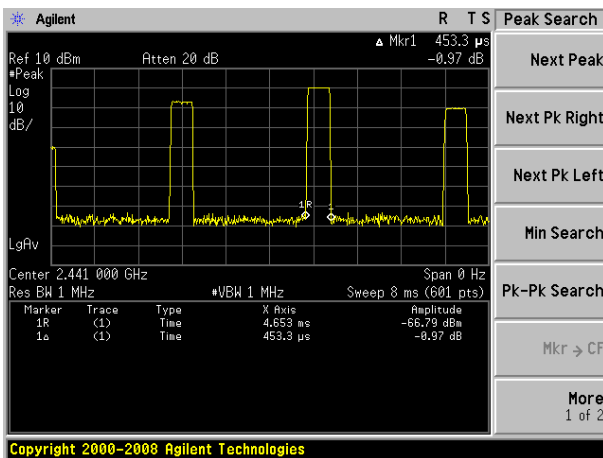 Agilent R T S Peak Search
Δ Mkr1 453.3 µs
Ref 10 dBm Atten 20 dB -0.97 dB
#Peak
Log
10
dB/
1R 1
LgAv
Center 2.441 000 GHz Span 0 Hz
Res BW 1 MHz #VBW 1 MHz Sweep 8 ms (601 pts)
Marker Trace Type X Axis Amplitude
1R (1) Time 4.653 ms -66.79 dBm
1Δ (1) Time 453.3 µs -0.97 dB
Copyright 2000-2008 Agilent Technologies
Next Peak
Next Pk Right
Next Pk Left
Min Search
Pk-Pk Search
Mkr → CF
More
1 of 2